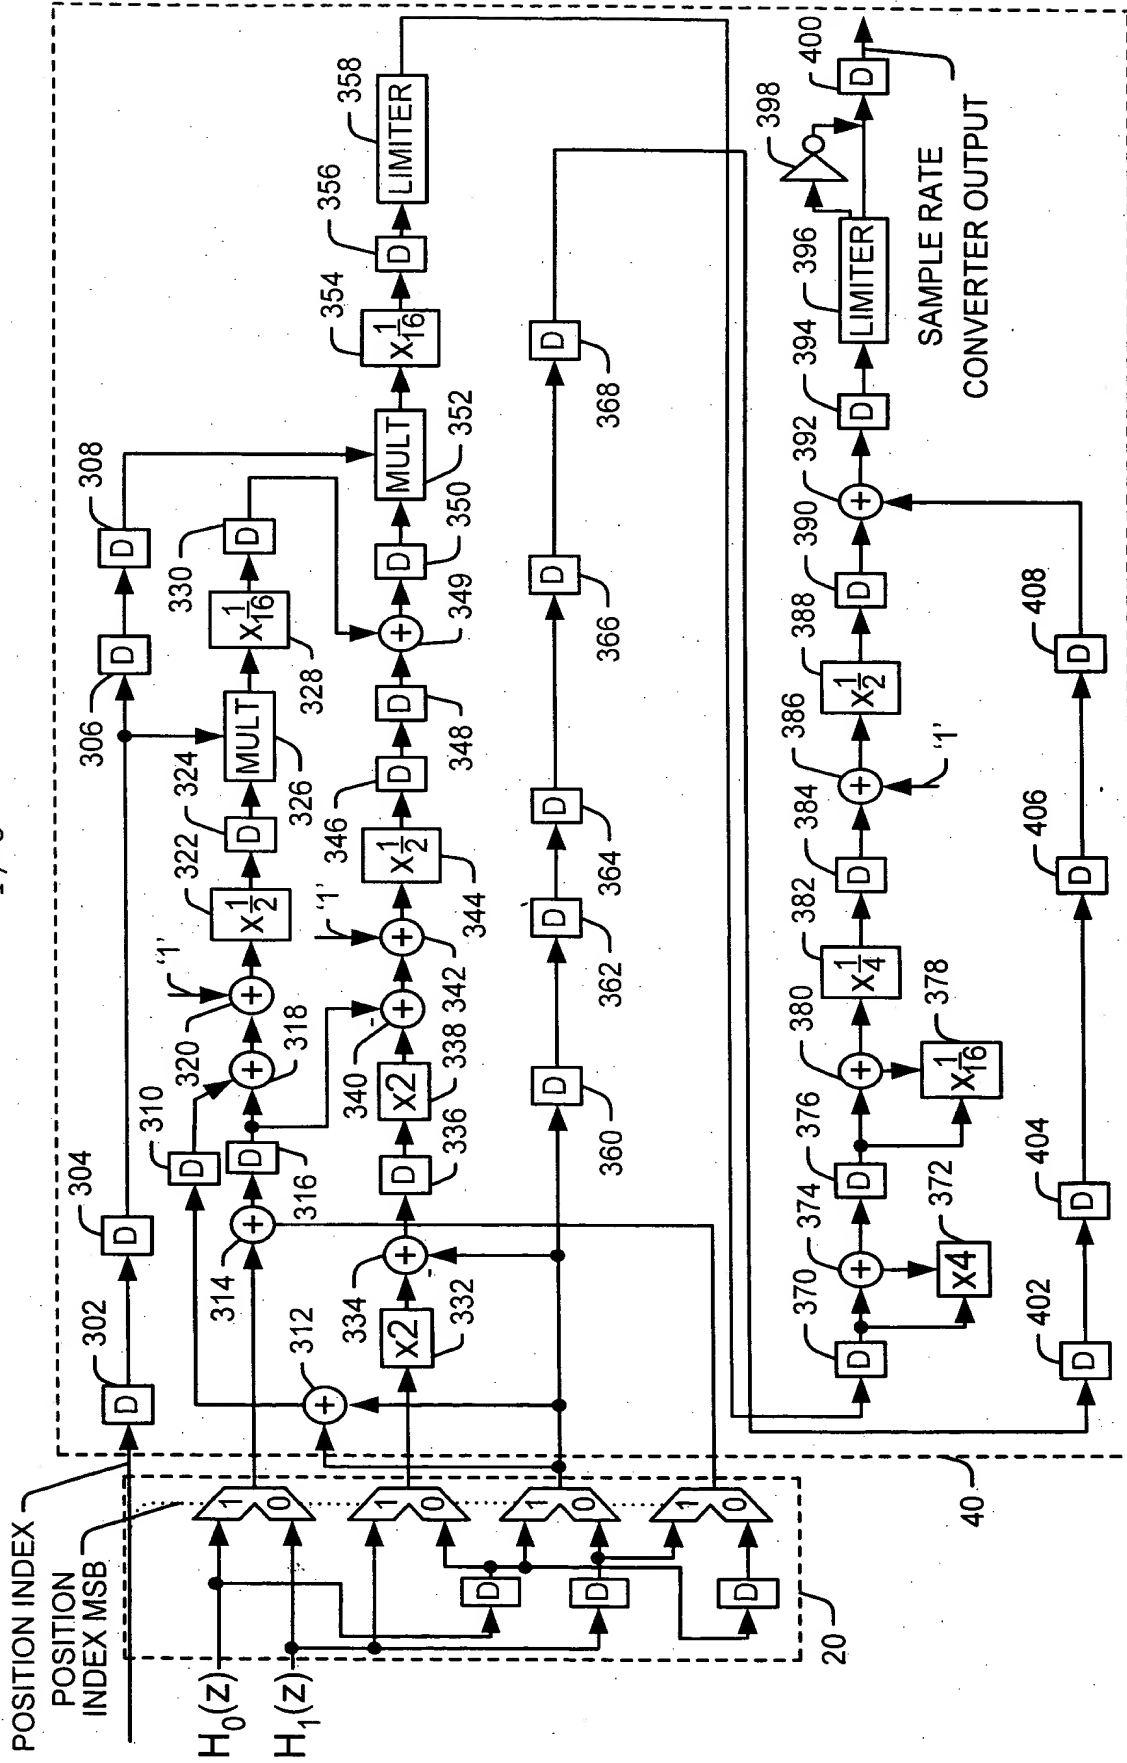 POSITION INDEX
POSITION
INDEX MSB
H₀(z)
H₁(z)
1
0
1
0
1
0
1
0
D
D
D
20
40
302
D
304
D
306
D
308
D
310
D
312
+
314
+
316
D
318
+
320
+
'1'
322
x1/2
324
D
326
MULT
328
x1/16
330
D
332
x2
334
+
336
D
338
x2
340
+
342
+
'1'
344
x1/2
346
D
348
D
349
+
350
D
352
MULT
354
x1/16
356
D
358
LIMITER
360
D
362
D
364
D
366
D
368
D
370
D
372
x4
374
+
376
D
378
x1/16
380
+
382
x1/4
384
D
386
+
'1'
388
x1/2
390
D
392
+
394
D
396
LIMITER
398
400
D
SAMPLE RATE
CONVERTER OUTPUT
402
D
404
D
406
D
408
D